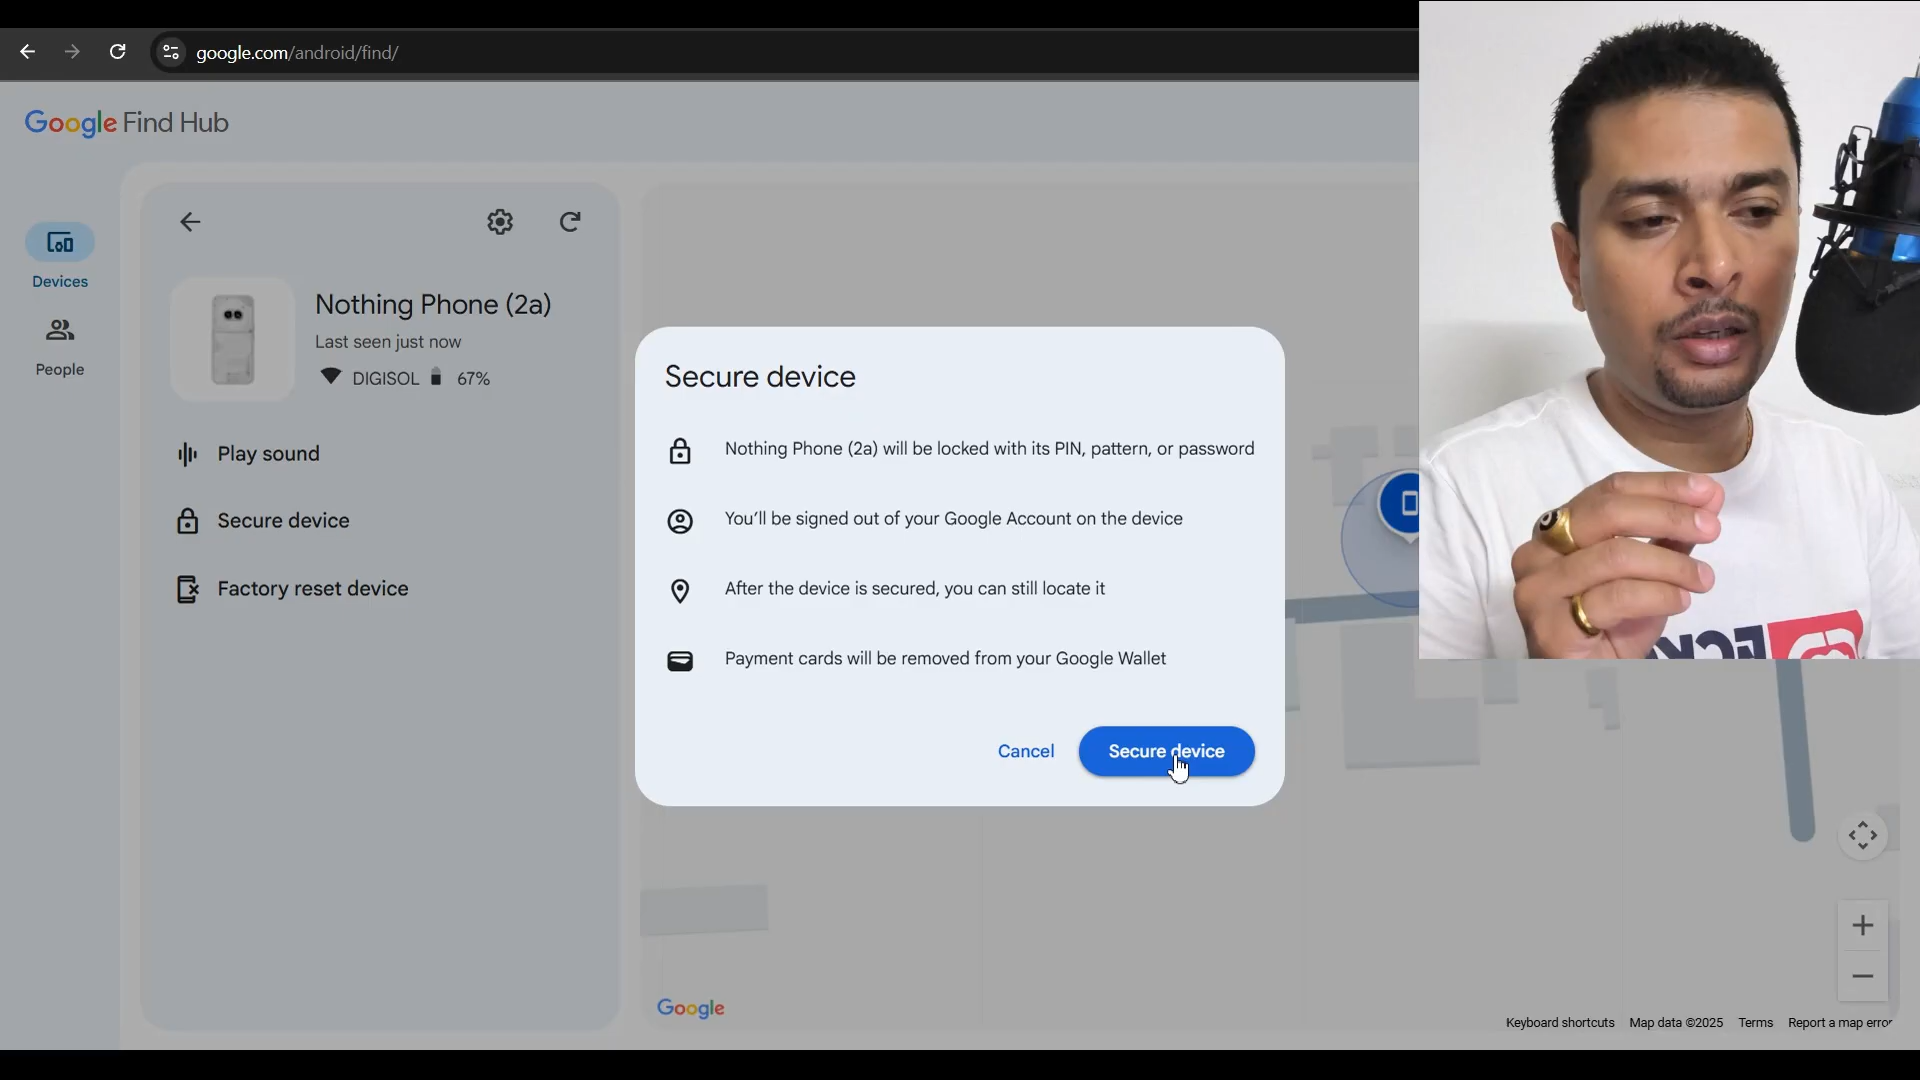 google.com/android/find/
Google Find Hub
Devices
People
Nothing Phone (2a)
Last seen just now
DIGISOL 67%
Play sound
Secure device
Factory reset device
Secure device
Nothing Phone (2a) will be locked with its PIN, pattern, or password
You'll be signed out of your Google Account on the device
After the device is secured, you can still locate it
Payment cards will be removed from your Google Wallet
Cancel
Secure device
Google
Keyboard shortcuts
Map data ©2025
Terms
Report a map error